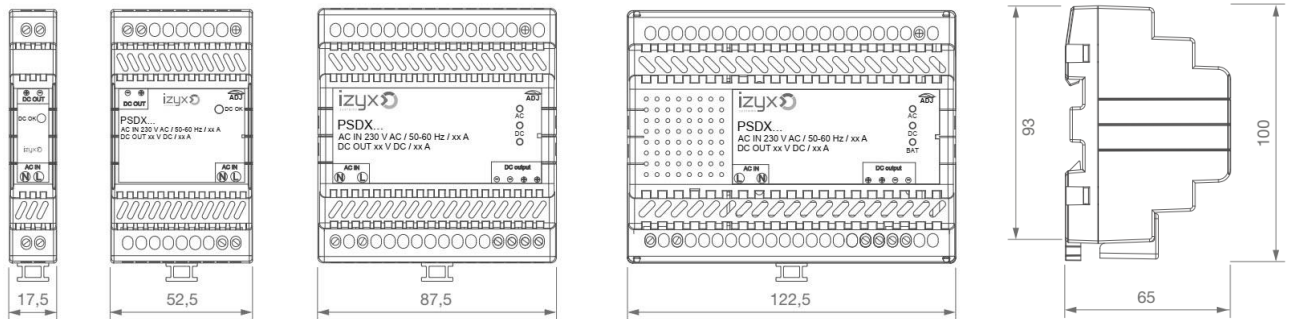 DC OUT
DC OK
izyx
AC IN
N L
17,5
DC OUT
izyx
ADJ
DC OK
PSDX...
AC IN 230 V AC / 50-60 Hz / xx A
DC OUT xx V DC / xx A
AC IN
N L
52,5
izyx
ADJ
AC
DC
PSDX...
AC IN 230 V AC / 50-60 Hz / xx A
DC OUT xx V DC / xx A
AC IN
N L
DC output
87,5
izyx
ADJ
AC
DC
BAT
PSDX...
AC IN 230 V AC / 50-60 Hz / xx A
DC OUT xx V DC / xx A
AC IN
L N
DC output
122,5
93
100
65